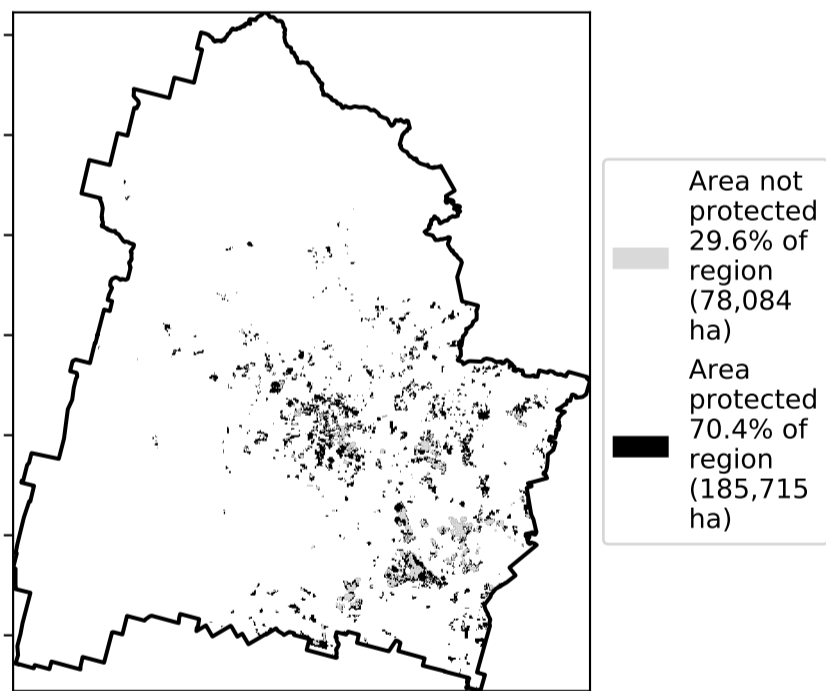 Area not
protected
29.6% of
region
(78,084
ha)
Area
protected
70.4% of
region
(185,715
ha)